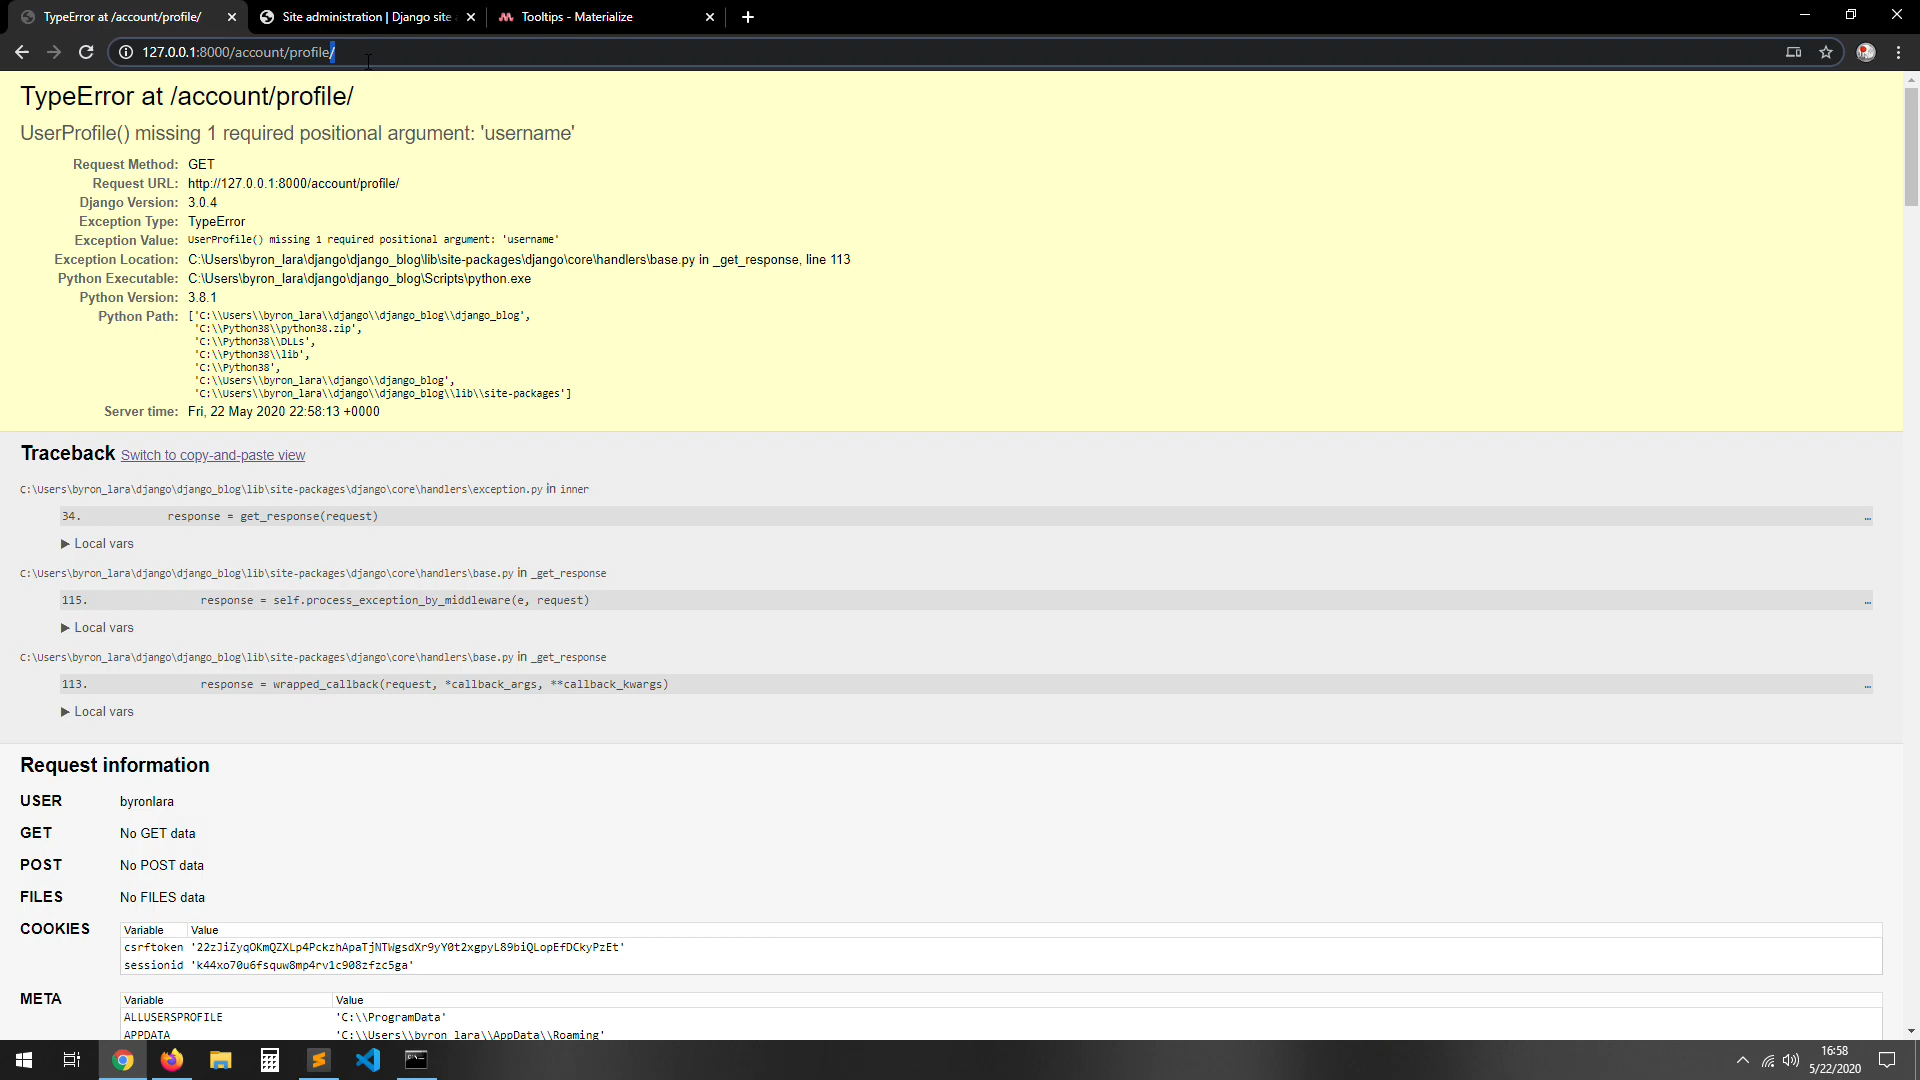 TypeError at /account/profile/
Site administration | Django site
Tooltips - Materialize
127.0.0.1:8000/account/profile/
TypeError at /account/profile/
UserProfile() missing 1 required positional argument: 'username'
Request Method: GET
Request URL: http://127.0.0.1:8000/account/profile/
Django Version: 3.0.4
Exception Type: TypeError
Exception Value: UserProfile() missing 1 required positional argument: 'username'
Exception Location: C:\Users\byron_lara\django\django_blog\lib\site-packages\django\core\handlers\base.py in _get_response, line 113
Python Executable: C:\Users\byron_lara\django\django_blog\Scripts\python.exe
Python Version: 3.8.1
Python Path: ['C:\\Users\\byron_lara\\django\\django_blog\\django_blog',
'C:\\Python38\\python38.zip',
'C:\\Python38\\DLLs',
'C:\\Python38\\lib',
'C:\\Python38',
'C:\\Users\\byron_lara\\django\\django_blog',
'C:\\Users\\byron_lara\\django\\django_blog\\lib\\site-packages']
Server time: Fri, 22 May 2020 22:58:13 +0000
Traceback Switch to copy-and-paste view
C:\Users\byron_lara\django\django_blog\lib\site-packages\django\core\handlers\exception.py in inner
34. response = get_response(request) …
▶ Local vars
C:\Users\byron_lara\django\django_blog\lib\site-packages\django\core\handlers\base.py in _get_response
115. response = self.process_exception_by_middleware(e, request) …
▶ Local vars
C:\Users\byron_lara\django\django_blog\lib\site-packages\django\core\handlers\base.py in _get_response
113. response = wrapped_callback(request, *callback_args, **callback_kwargs) …
▶ Local vars
Request information
USER byronlara
GET No GET data
POST No POST data
FILES No FILES data
COOKIES
Variable Value
csrftoken '22zJiZyqOKmQZXLp4PckzhApaTjNTWgsdXr9yY0t2xgpyL89biQLopEfDCkyPzEt'
sessionid 'k44xo70u6fsquw8mp4rv1c908zfzc5ga'
META
Variable Value
ALLUSERSPROFILE 'C:\\ProgramData'
APPDATA 'C:\\Users\\byron_lara\\AppData\\Roaming'
16:58
5/22/2020